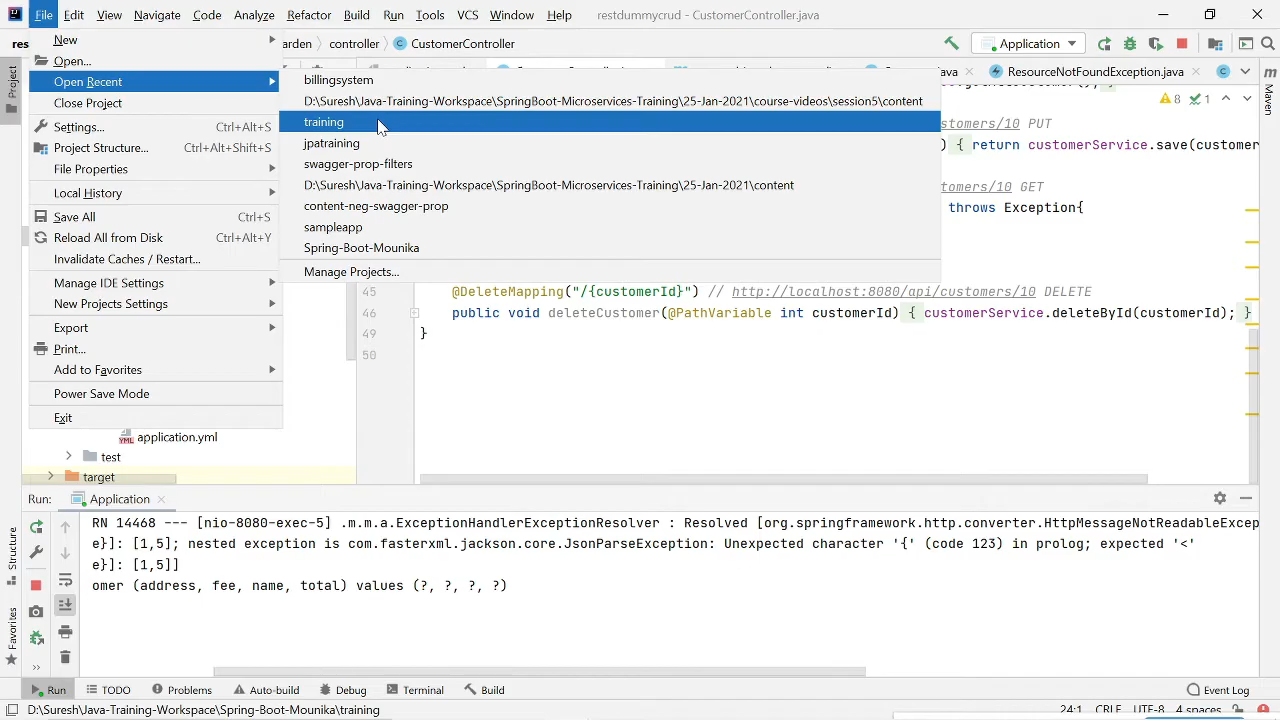 File Edit View Navigate Code Analyze Refactor Build Run Tools VCS Window Help restdummycrud - CustomerController.java
controller CustomerController Application
ResourceNotFoundException.java
New
Open...
Open Recent
Close Project
Settings... Ctrl+Alt+S
Project Structure... Ctrl+Alt+Shift+S
File Properties
Local History
Save All Ctrl+S
Reload All from Disk Ctrl+Alt+Y
Invalidate Caches / Restart...
Manage IDE Settings
New Projects Settings
Export
Print...
Add to Favorites
Power Save Mode
Exit
billingsystem
D:\Suresh\Java-Training-Workspace\SpringBoot-Microservices-Training\25-Jan-2021\course-videos\session5\content
training
jpatraining
swagger-prop-filters
D:\Suresh\Java-Training-Workspace\SpringBoot-Microservices-Training\25-Jan-2021\content
content-neg-swagger-prop
sampleapp
Spring-Boot-Mounika
Manage Projects...
8 1
stomers/10 PUT
) { return customerService.save(customer
tomers/10 GET
throws Exception{
45 @DeleteMapping("/{customerId}") // http://localhost:8080/api/customers/10 DELETE
46 public void deleteCustomer(@PathVariable int customerId) { customerService.deleteById(customerId); }
49 }
50
application.yml
test
target
Project
Structure
Favorites
Maven
Run: Application
RN 14468 --- [nio-8080-exec-5] .m.m.a.ExceptionHandlerExceptionResolver : Resolved [org.springframework.http.converter.HttpMessageNotReadableExcep
e}]: [1,5]; nested exception is com.fasterxml.jackson.core.JsonParseException: Unexpected character '{' (code 123) in prolog; expected '<'
e}]: [1,5]]
omer (address, fee, name, total) values (?, ?, ?, ?)
Run TODO Problems Auto-build Debug Terminal Build Event Log
D:\Suresh\Java-Training-Workspace\Spring-Boot-Mounika\training 24:1 CRLF UTF-8 4 spaces